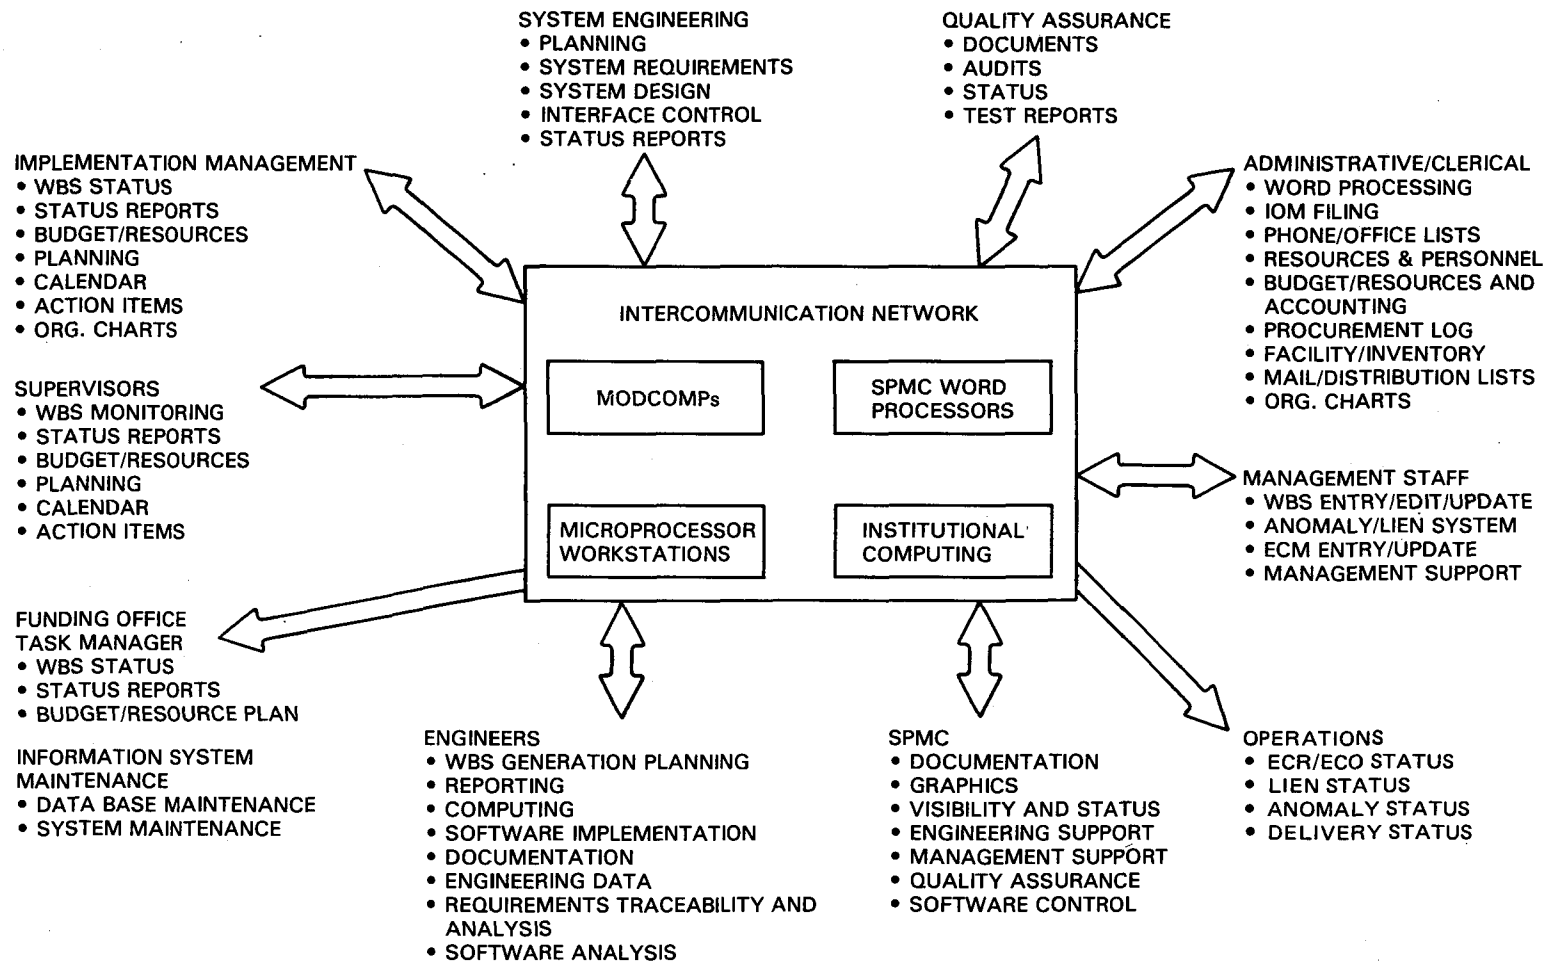 SYSTEM ENGINEERING
• PLANNING
• SYSTEM REQUIREMENTS
• SYSTEM DESIGN
• INTERFACE CONTROL
• STATUS REPORTS
QUALITY ASSURANCE
• DOCUMENTS
• AUDITS
• STATUS
• TEST REPORTS
IMPLEMENTATION MANAGEMENT
• WBS STATUS
• STATUS REPORTS
• BUDGET/RESOURCES
• PLANNING
• CALENDAR
• ACTION ITEMS
• ORG. CHARTS
ADMINISTRATIVE/CLERICAL
• WORD PROCESSING
• IOM FILING
• PHONE/OFFICE LISTS
• RESOURCES & PERSONNEL
• BUDGET/RESOURCES AND
ACCOUNTING
• PROCUREMENT LOG
• FACILITY/INVENTORY
• MAIL/DISTRIBUTION LISTS
• ORG. CHARTS
INTERCOMMUNICATION NETWORK
MODCOMPs
SPMC WORD
PROCESSORS
MICROPROCESSOR
WORKSTATIONS
INSTITUTIONAL
COMPUTING
SUPERVISORS
• WBS MONITORING
• STATUS REPORTS
• BUDGET/RESOURCES
• PLANNING
• CALENDAR
• ACTION ITEMS
MANAGEMENT STAFF
• WBS ENTRY/EDIT/UPDATE
• ANOMALY/LIEN SYSTEM
• ECM ENTRY/UPDATE
• MANAGEMENT SUPPORT
FUNDING OFFICE
TASK MANAGER
• WBS STATUS
• STATUS REPORTS
• BUDGET/RESOURCE PLAN
INFORMATION SYSTEM
MAINTENANCE
• DATA BASE MAINTENANCE
• SYSTEM MAINTENANCE
ENGINEERS
• WBS GENERATION PLANNING
• REPORTING
• COMPUTING
• SOFTWARE IMPLEMENTATION
• DOCUMENTATION
• ENGINEERING DATA
• REQUIREMENTS TRACEABILITY AND
ANALYSIS
• SOFTWARE ANALYSIS
SPMC
• DOCUMENTATION
• GRAPHICS
• VISIBILITY AND STATUS
• ENGINEERING SUPPORT
• MANAGEMENT SUPPORT
• QUALITY ASSURANCE
• SOFTWARE CONTROL
OPERATIONS
• ECR/ECO STATUS
• LIEN STATUS
• ANOMALY STATUS
• DELIVERY STATUS